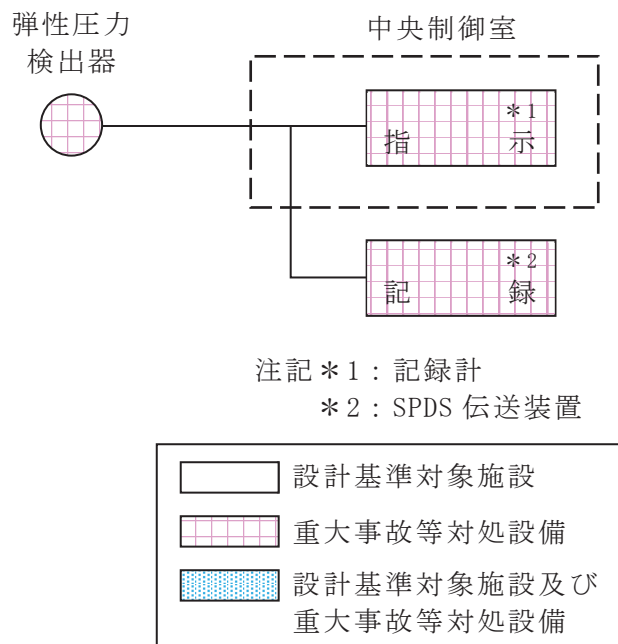 弾性圧力
検出器
中央制御室
*1
指 示
*2
記 録
注記*1:記録計
*2:SPDS 伝送装置
設計基準対象施設
重大事故等対処設備
設計基準対象施設及び
重大事故等対処設備